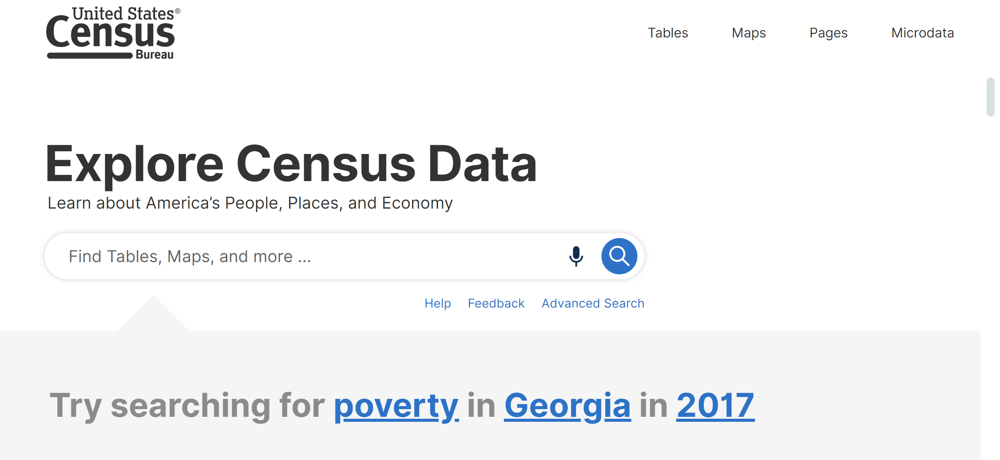 United States®
Census
Bureau
Tables Maps Pages Microdata
Explore Census Data
Learn about America’s People, Places, and Economy
Find Tables, Maps, and more ...
Help Feedback Advanced Search
Try searching for poverty in Georgia in 2017